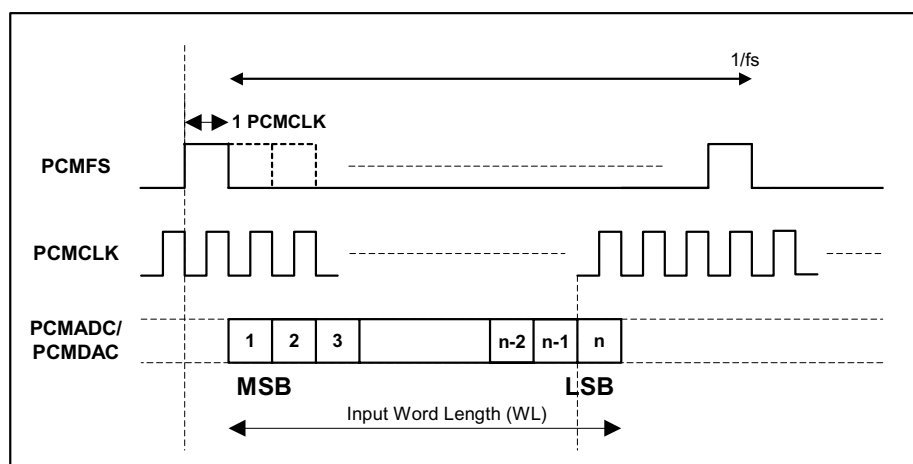 1/fs
1 PCMCLK
PCMFS
PCMCLK
PCMADC/
PCMDAC
1 2 3 n-2 n-1 n
MSB LSB
Input Word Length (WL)